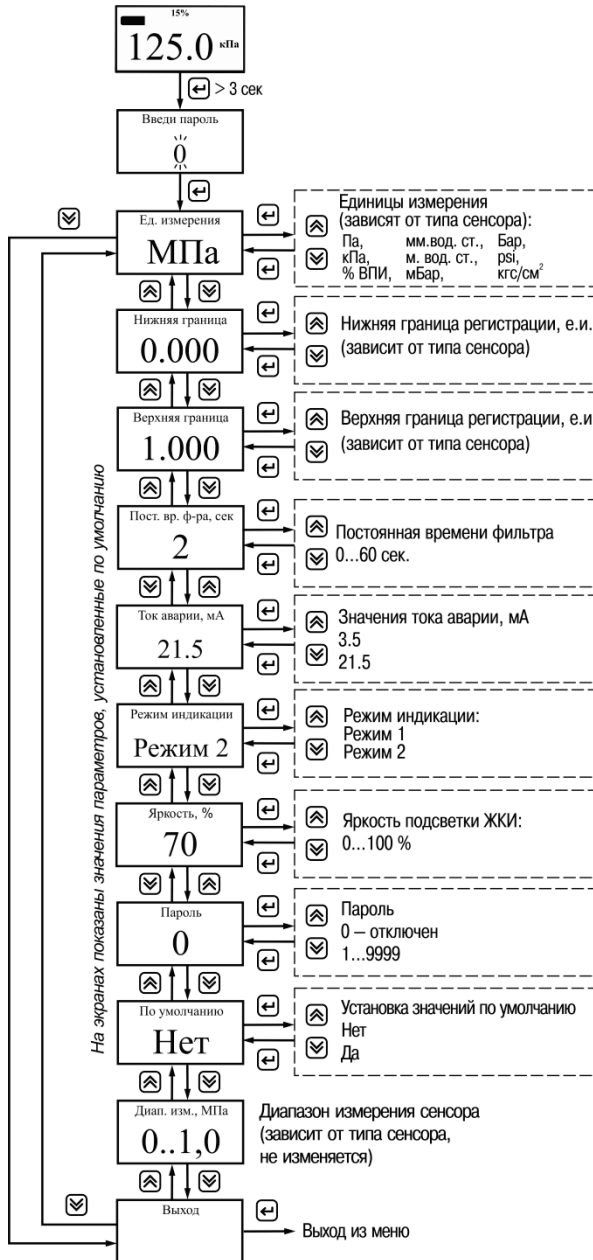 15%
125.0 кПа
> 3 сек
Введи пароль
0
Ед. измерения
МПа
Единицы измерения
(зависят от типа сенсора):
Па, мм.вод. ст., Бар,
кПа, м. вод. ст., psi,
% ВПИ, мБар, кгс/см²
Нижняя граница
0.000
Нижняя граница регистрации, е.и.
(зависит от типа сенсора)
Верхняя граница
1.000
Верхняя граница регистрации, е.и
(зависит от типа сенсора)
Пост. вр. ф-ра, сек
2
Постоянная времени фильтра
0...60 сек.
Ток аварии, мА
21.5
Значения тока аварии, мА
3.5
21.5
Режим индикации
Режим 2
Режим индикации:
Режим 1
Режим 2
Яркость, %
70
Яркость подсветки ЖКИ:
0...100 %
Пароль
0
Пароль
0 – отключен
1...9999
По умолчанию
Нет
Установка значений по умолчанию
Нет
Да
Диап. изм., МПа
0..1,0
Диапазон измерения сенсора
(зависит от типа сенсора,
не изменяется)
Выход
Выход из меню
На экранах показаны значения параметров, установленные по умолчанию